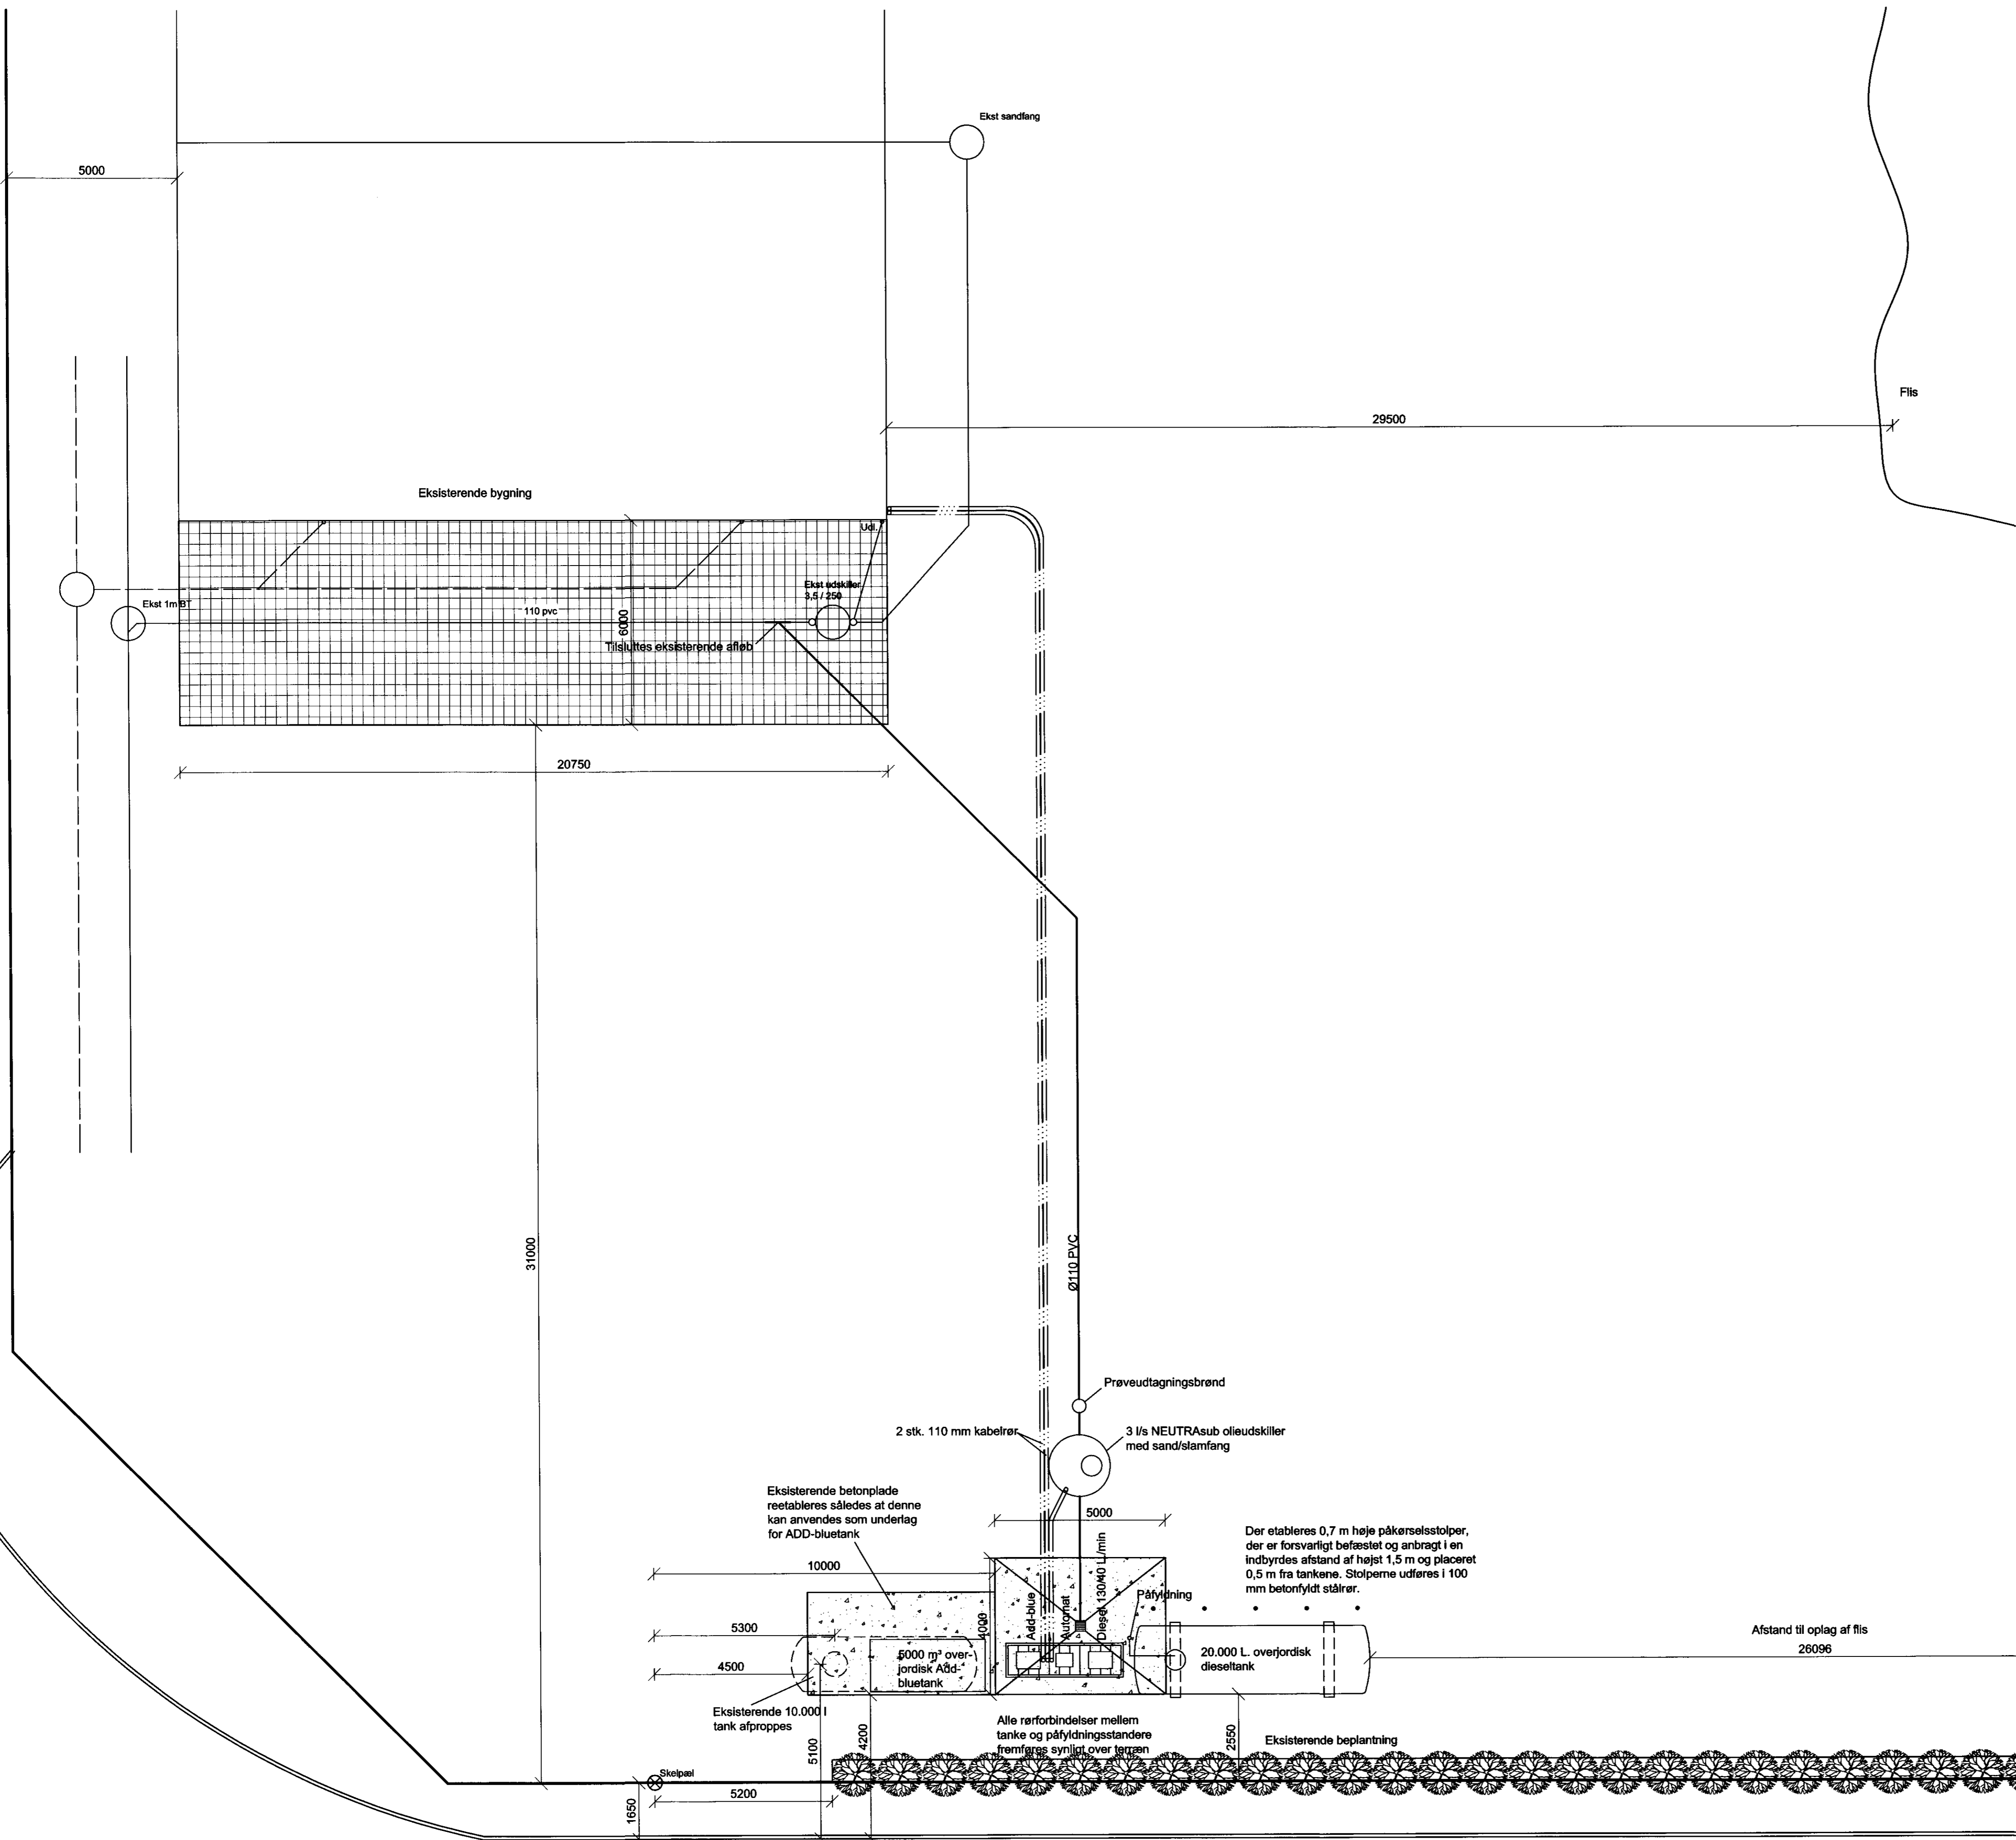 Ekst sandfang
5000
Flis
29500
Eksisterende bygning
Udl.
Ekst udskiller
3,5 / 250
Ekst 1m BT
110 pvc
6000
Tilsluttes eksisterende afløb
20750
31000
Ø110 PVC
Prøveudtagningsbrønd
2 stk. 110 mm kabelrør
3 l/s NEUTRAsub olieudskiller
med sand/slamfang
Eksisterende betonplade
reetableres således at denne
kan anvendes som underlag
for ADD-bluetank
5000
Der etableres 0,7 m høje påkørselsstolper,
der er forsvarligt befæstet og anbragt i en
indbyrdes afstand af højst 1,5 m og placeret
0,5 m fra tankene. Stolperne udføres i 100
mm betonfyldt stålrør.
10000
4000
Add-blue
Automat
Diesel 130/40 L/min
Påfyldning
5300
4500
5000 m³ over-
jordisk Add-
bluetank
20.000 L. overjordisk
dieseltank
Afstand til oplag af flis
26096
Eksisterende 10.000 l
tank afproppes
5100
4200
Alle rørforbindelser mellem
tanke og påfyldningsstandere
fremføres synligt over terræn
2550
Eksisterende beplantning
Skelpæl
5200
1650